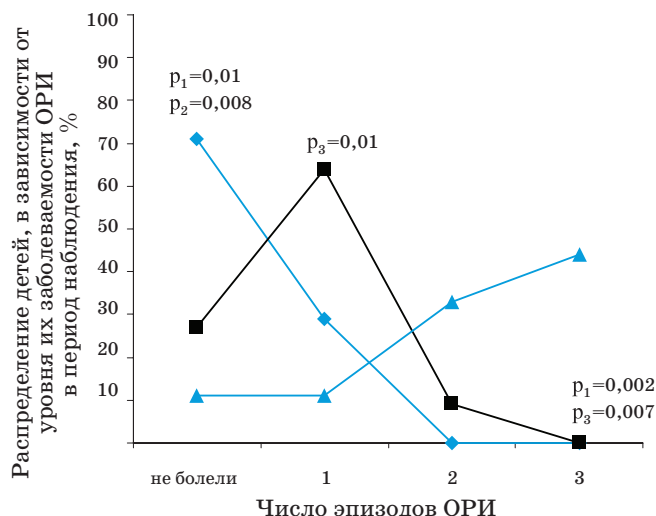 Распределение детей, в зависимости от
уровня их заболеваемости ОРИ
в период наблюдения, %
100
90
80
70
60
50
40
30
20
10
p₁=0,01
p₂=0,008
p₃=0,01
p₁=0,002
p₃=0,007
не болели 1 2 3
Число эпизодов ОРИ